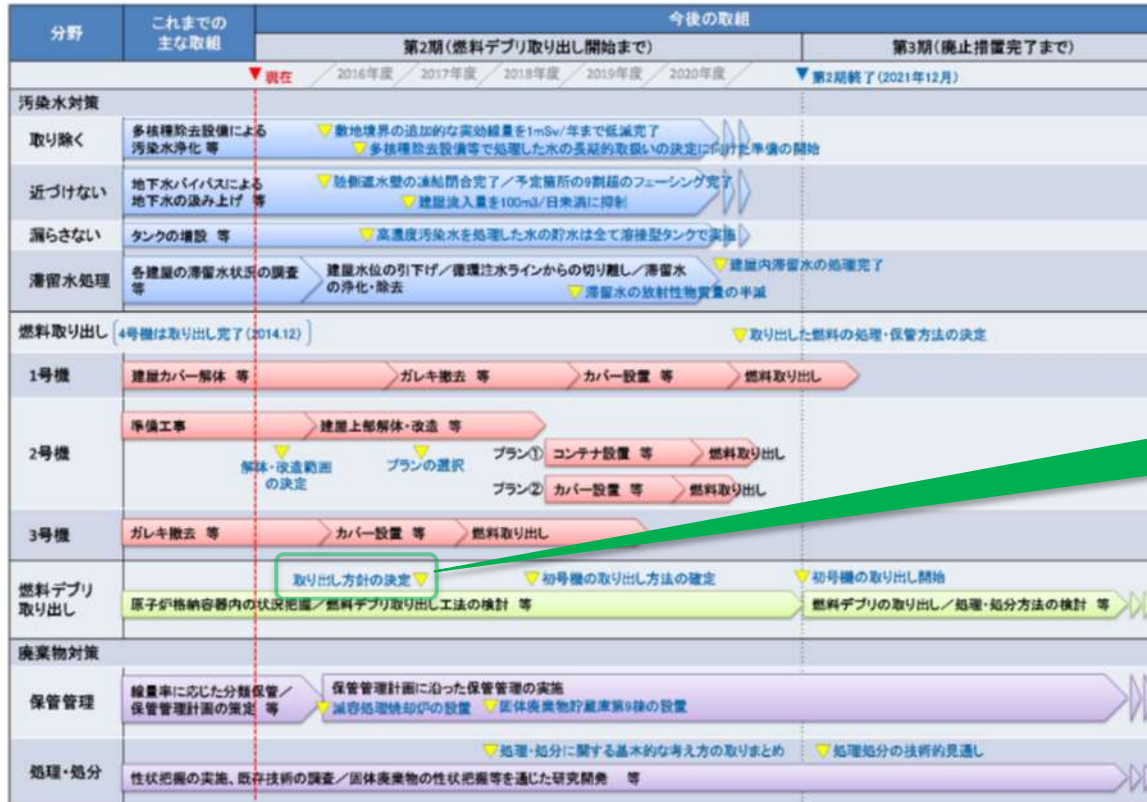 分野
これまでの
主な取組
今後の取組
第2期(燃料デブリ取り出し開始まで)
第3期(廃止措置完了まで)
▼現在
2016年度
2017年度
2018年度
2019年度
2020年度
▼第2期終了(2021年12月)
汚染水対策
取り除く
多核種除去設備による
汚染水浄化 等
敷地境界の追加的な実効線量を1mSv/年まで低減完了
多核種除去設備等で処理した水の長期的取扱いの決定に向けた準備の開始
近づけない
地下水バイパスによる
地下水の汲み上げ 等
陸側遮水壁の凍結閉合完了/予定箇所の9割超のフェーシング完了
建屋流入量を100m3/日未満に抑制
漏らさない
タンクの増設 等
高濃度汚染水を処理した水の貯水は全て溶接型タンクで実施
滞留水処理
各建屋の滞留水状況の調査
等
建屋水位の引下げ/循環注水ラインからの切り離し/滞留水
の浄化・除去
建屋内滞留水の処理完了
滞留水の放射性物質量の半減
燃料取り出し
4号機は取り出し完了(2014.12)
取り出した燃料の処理・保管方法の決定
1号機
建屋カバー解体 等
ガレキ撤去 等
カバー設置 等
燃料取り出し
2号機
準備工事
建屋上部解体・改造 等
解体・改造範囲
の決定
プランの選択
プラン① コンテナ設置 等
燃料取り出し
プラン② カバー設置 等
燃料取り出し
3号機
ガレキ撤去 等
カバー設置 等
燃料取り出し
燃料デブリ
取り出し
取り出し方針の決定
初号機の取り出し方法の確定
初号機の取り出し開始
原子炉格納容器内の状況把握/燃料デブリ取り出し工法の検討 等
燃料デブリの取り出し/処理・処分方法の検討 等
廃棄物対策
保管管理
線量率に応じた分類保管/
保管管理計画の策定 等
保管管理計画に沿った保管管理の実施
減容処理焼却炉の設置
固体廃棄物貯蔵庫第9棟の設置
処理・処分
処理・処分に関する基本的な考え方の取りまとめ
処理処分の技術的見通し
性状把握の実施、既存技術の調査/固体廃棄物の性状把握等を通じた研究開発 等